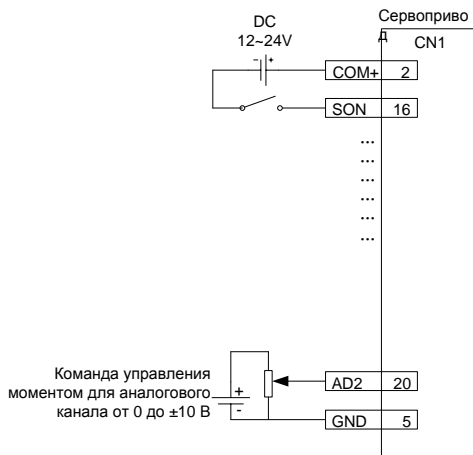 DC
12~24V
Сервоприво
д
CN1
- +
COM+ 2
SON 16
...
...
...
...
...
...
Команда управления
моментом для аналогового
канала от 0 до ±10 В
+
-
AD2 20
GND 5